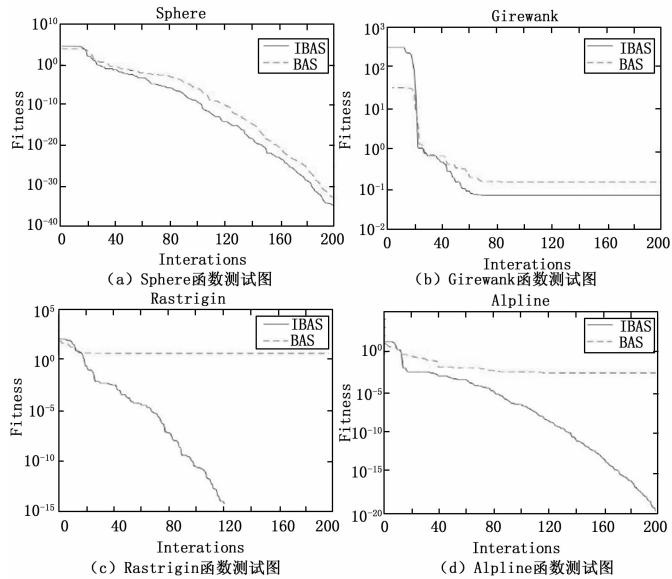 Sphere
10^10
10^0
10^-10
10^-20
10^-30
10^-40
Fitness
IBAS
BAS
0 40 80 120 160 200
Interations
(a) Sphere函数测试图
Girewank
10^3
10^2
10^1
10^0
10^-1
10^-2
Fitness
IBAS
BAS
0 40 80 120 160 200
Interations
(b) Girewank函数测试图
Rastrigin
10^5
10^0
10^-5
10^-10
10^-15
Fitness
IBAS
BAS
0 40 80 120 160 200
Interations
(c) Rastrigin函数测试图
Alpline
10^0
10^-5
10^-10
10^-15
10^-20
Fitness
IBAS
BAS
0 40 80 120 160 200
Interations
(d) Alpline函数测试图